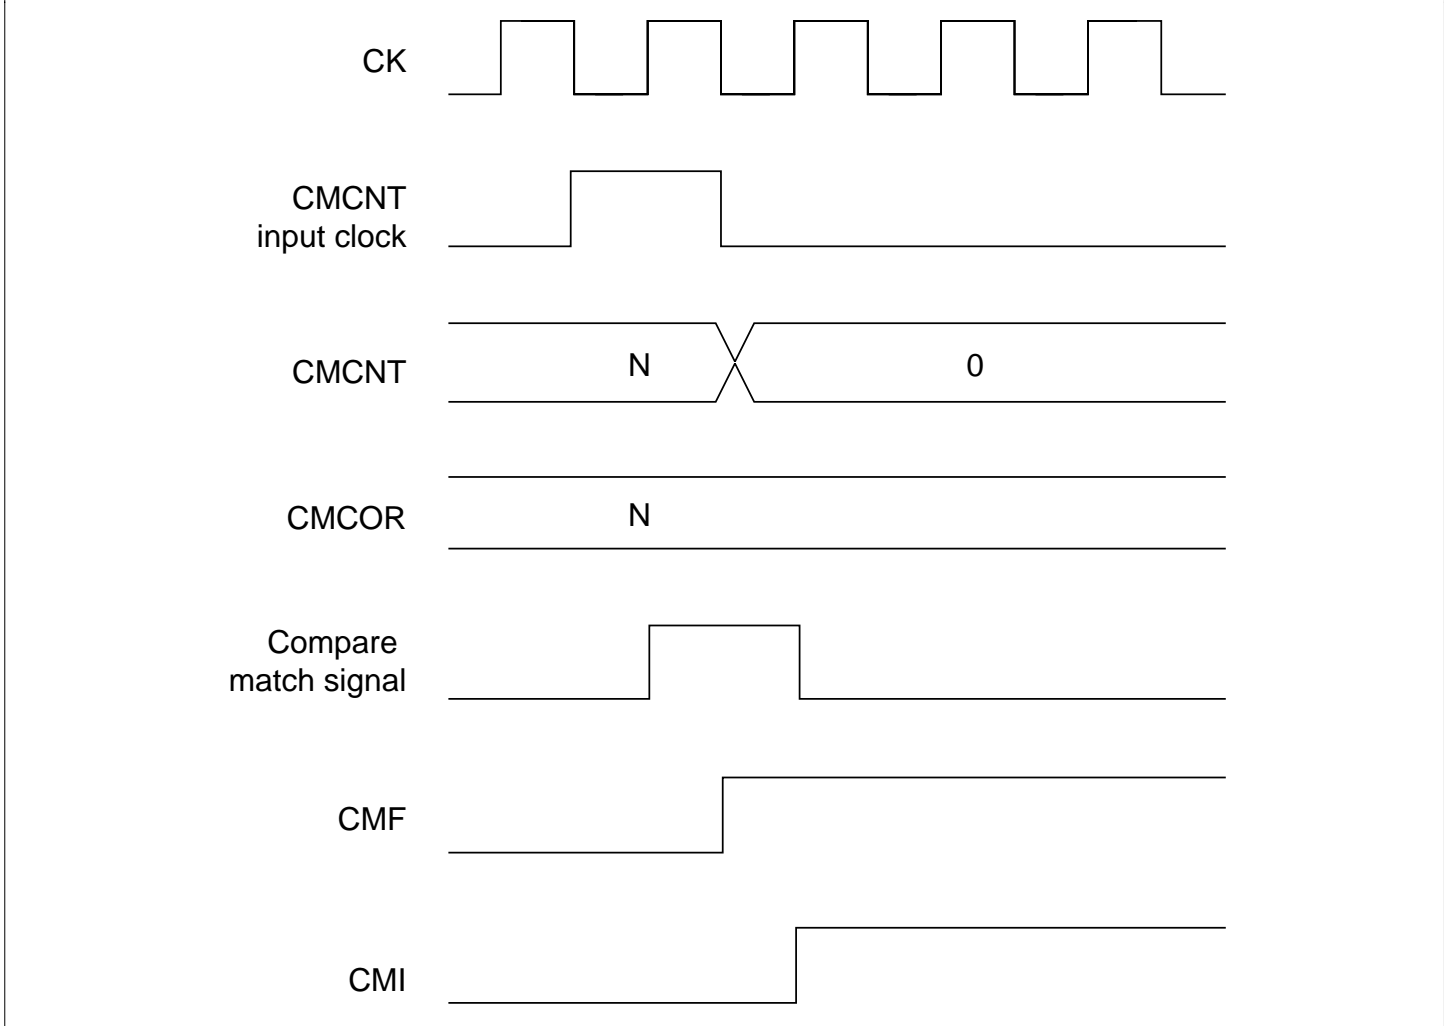 CK
CMCNT
input clock
CMCNT
N
0
CMCOR
N
Compare
match signal
CMF
CMI